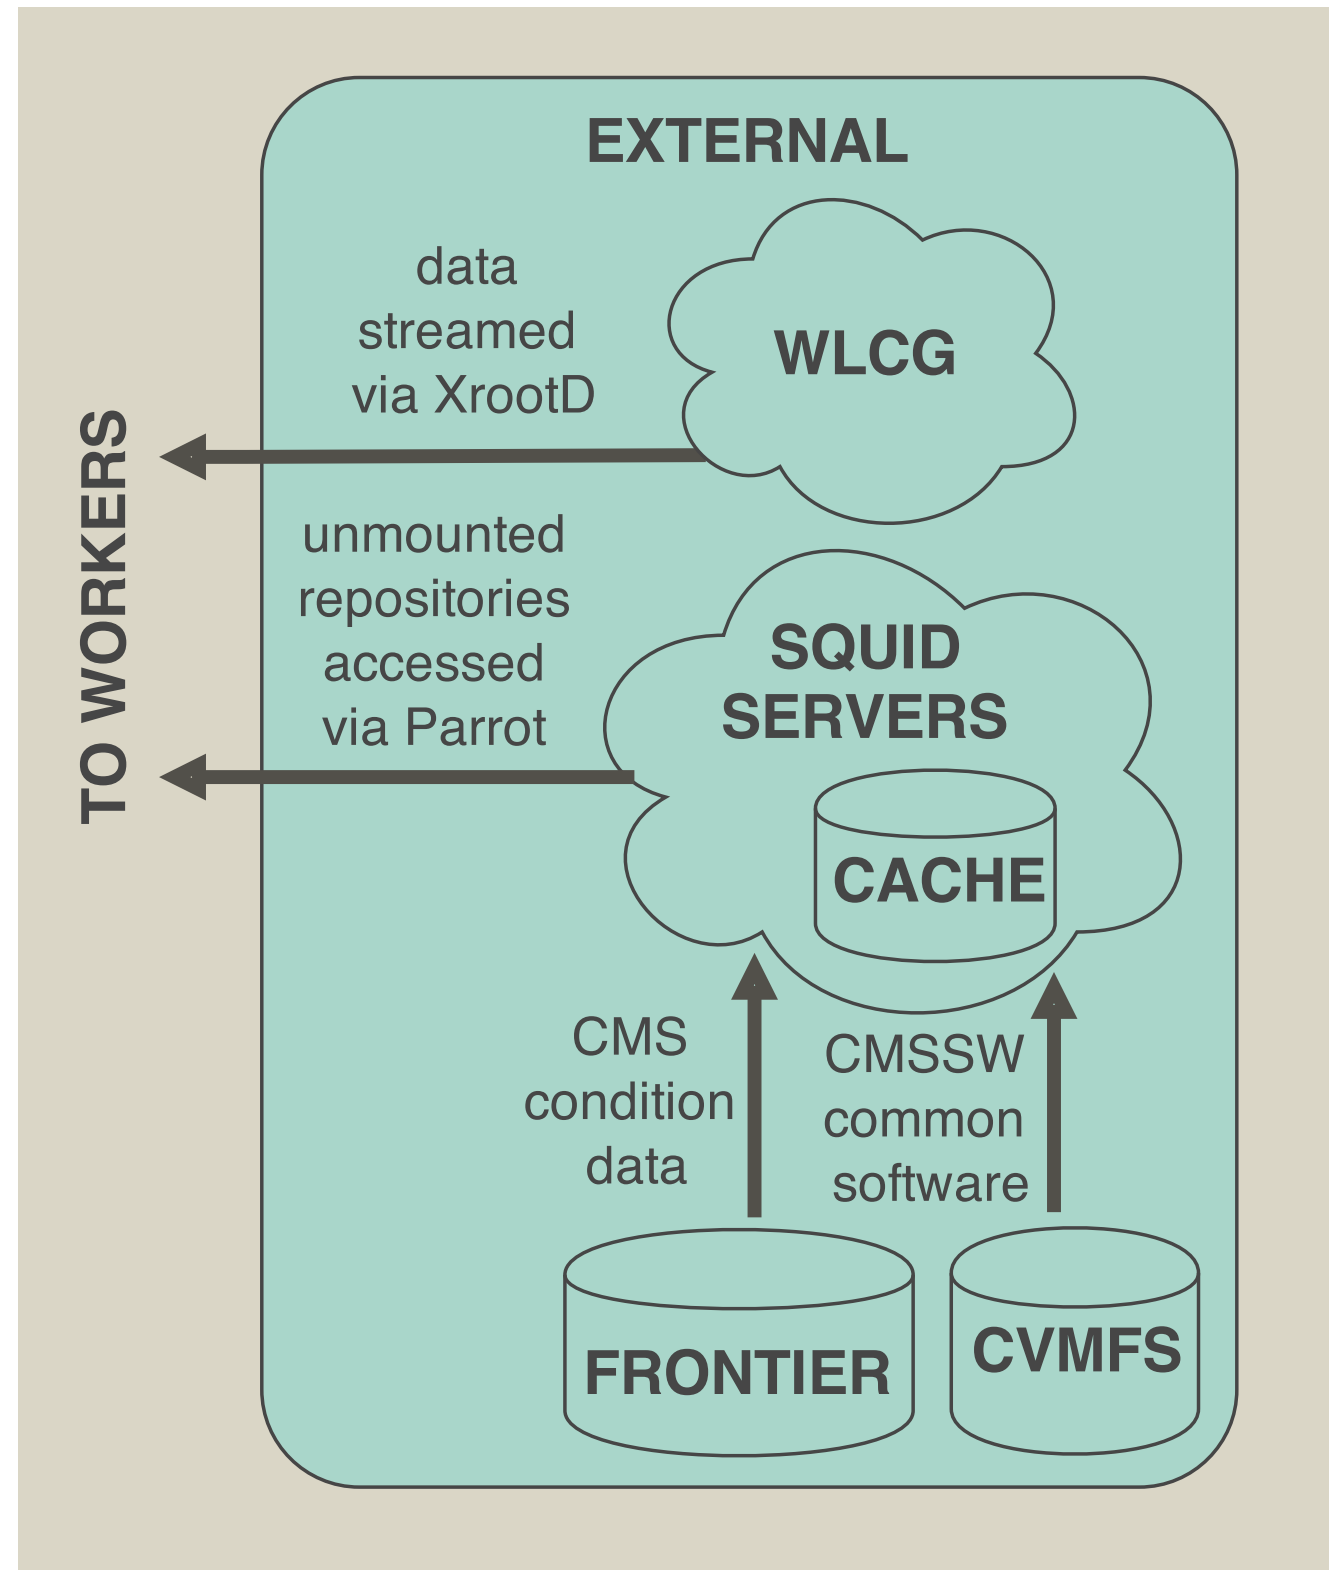 EXTERNAL
WLCG
data
streamed
via XrootD
TO WORKERS
unmounted
repositories
accessed
via Parrot
SQUID
SERVERS
CACHE
CMS
condition
data
CMSSW
common
software
FRONTIER
CVMFS